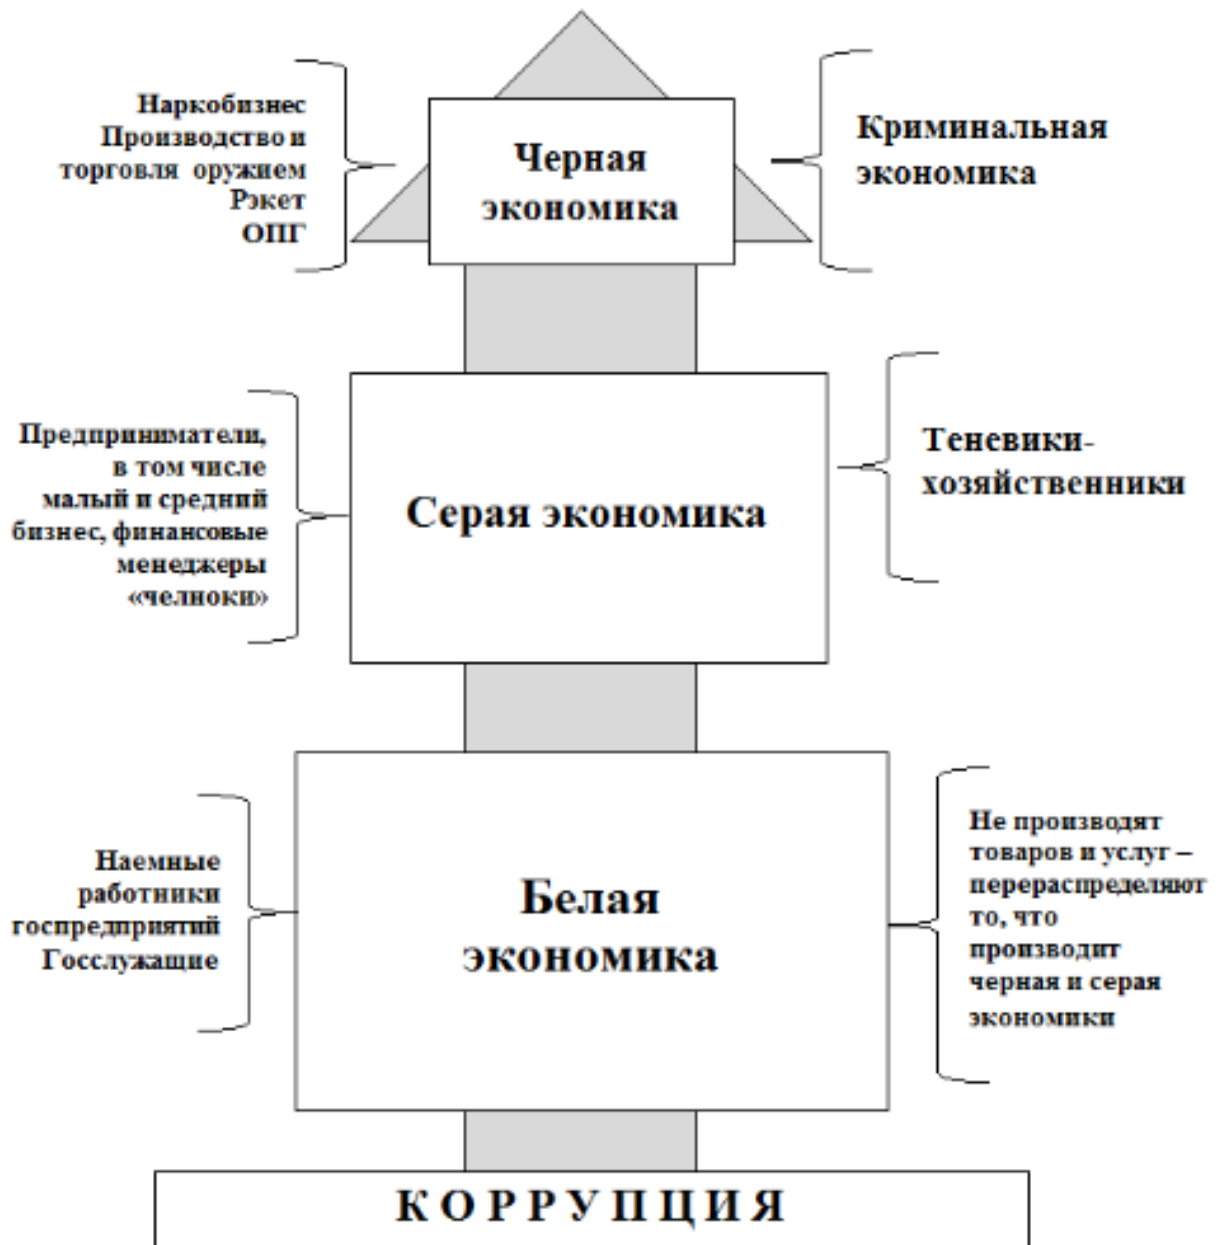 Наркобизнес
Производство и
торговля оружием
Рэкет
ОПГ
Черная
экономика
Криминальная
экономика
Предприниматели,
в том числе
малый и средний
бизнес, финансовые
менеджеры
«челноки»
Серая экономика
Теневики-
хозяйственники
Наемные
работники
госпредприятий
Госслужащие
Белая
экономика
Не производят
товаров и услуг –
перераспределяют
то, что
производит
черная и серая
экономики
КОРРУПЦИЯ